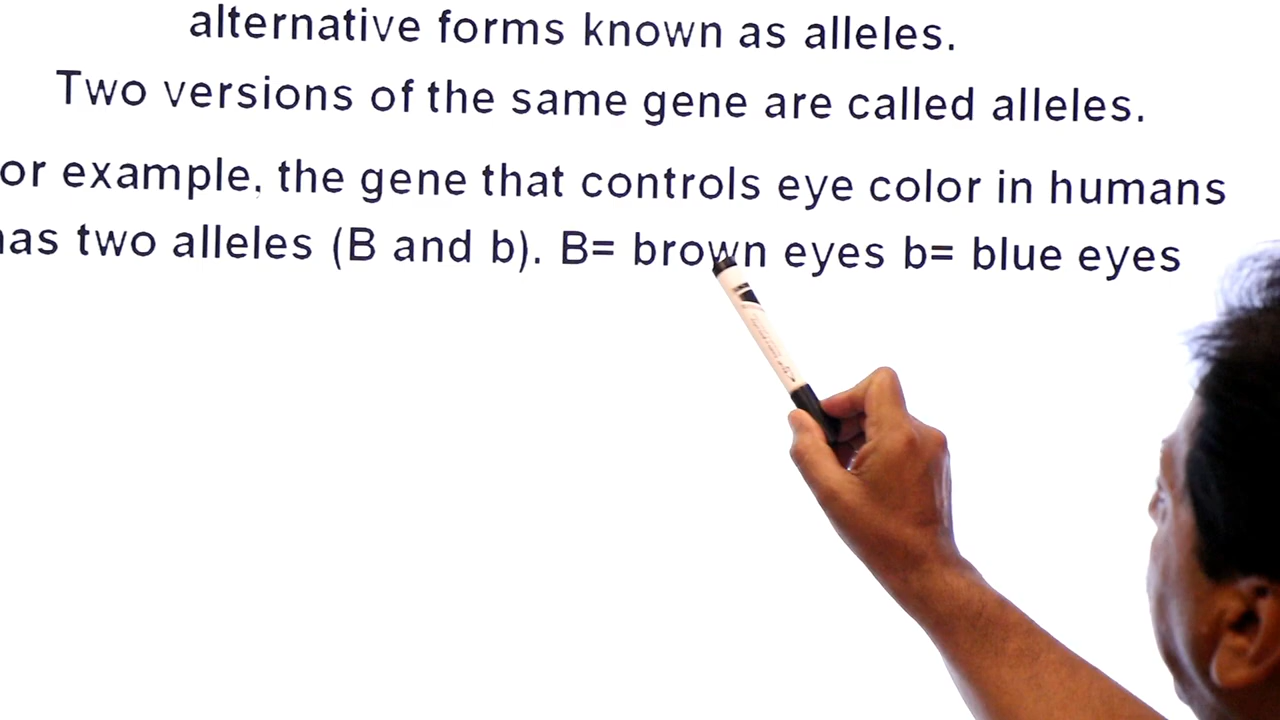 alternative forms known as alleles.
Two versions of the same gene are called alleles.
or example, the gene that controls eye color in humans
as two alleles (B and b). B= brown eyes b= blue eyes